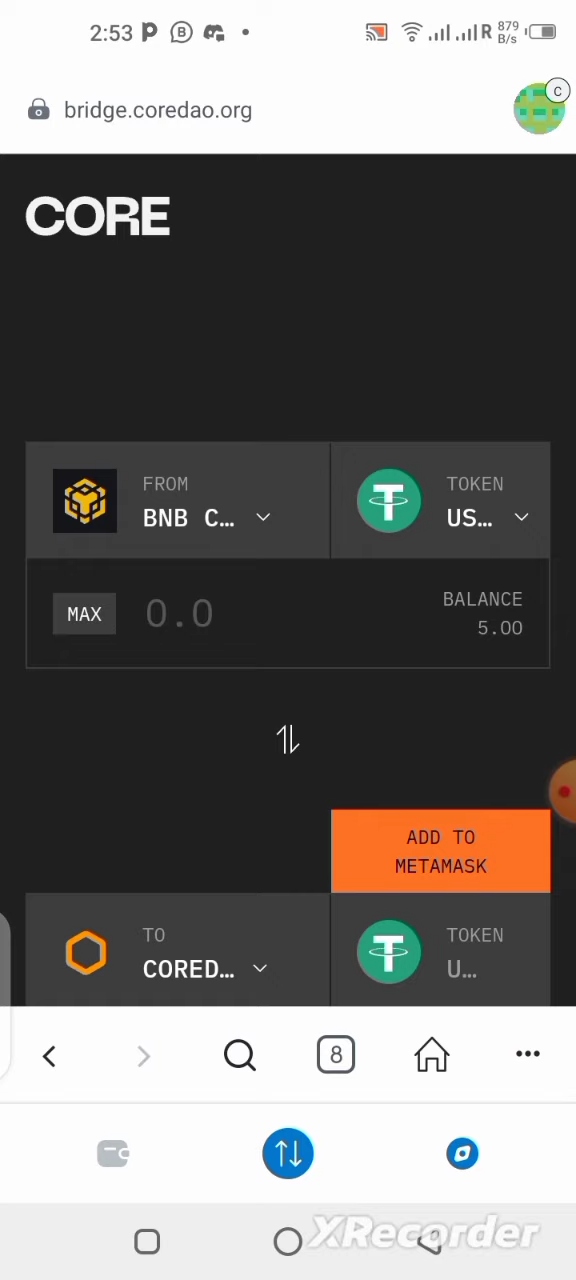 2:53
R 879 B/s
bridge.coredao.org
C
CORE
FROM
BNB C...
TOKEN
US...
MAX
0.0
BALANCE
5.00
ADD TO
METAMASK
TO
CORED...
TOKEN
U...
8
XRecorder